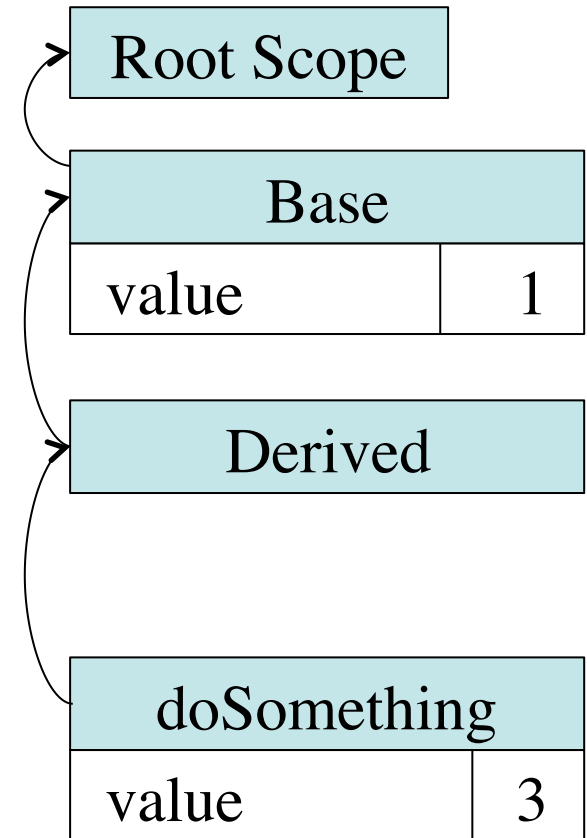 Root Scope
Base
value 1
Derived
doSomething
value 3